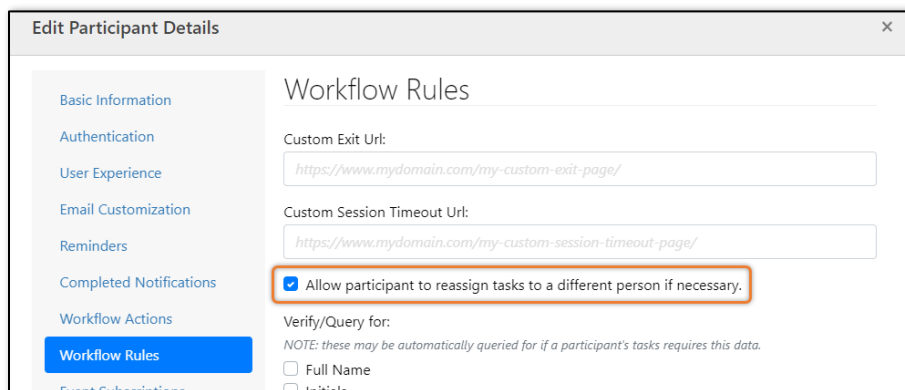 Edit Participant Details
×
Basic Information
Authentication
User Experience
Email Customization
Reminders
Completed Notifications
Workflow Actions
Workflow Rules
Event Subscriptions
Workflow Rules
Custom Exit Url:
https://www.mydomain.com/my-custom-exit-page/
Custom Session Timeout Url:
https://www.mydomain.com/my-custom-session-timeout-page/
Allow participant to reassign tasks to a different person if necessary.
Verify/Query for:
NOTE: these may be automatically queried for if a participant's tasks requires this data.
Full Name
Initials